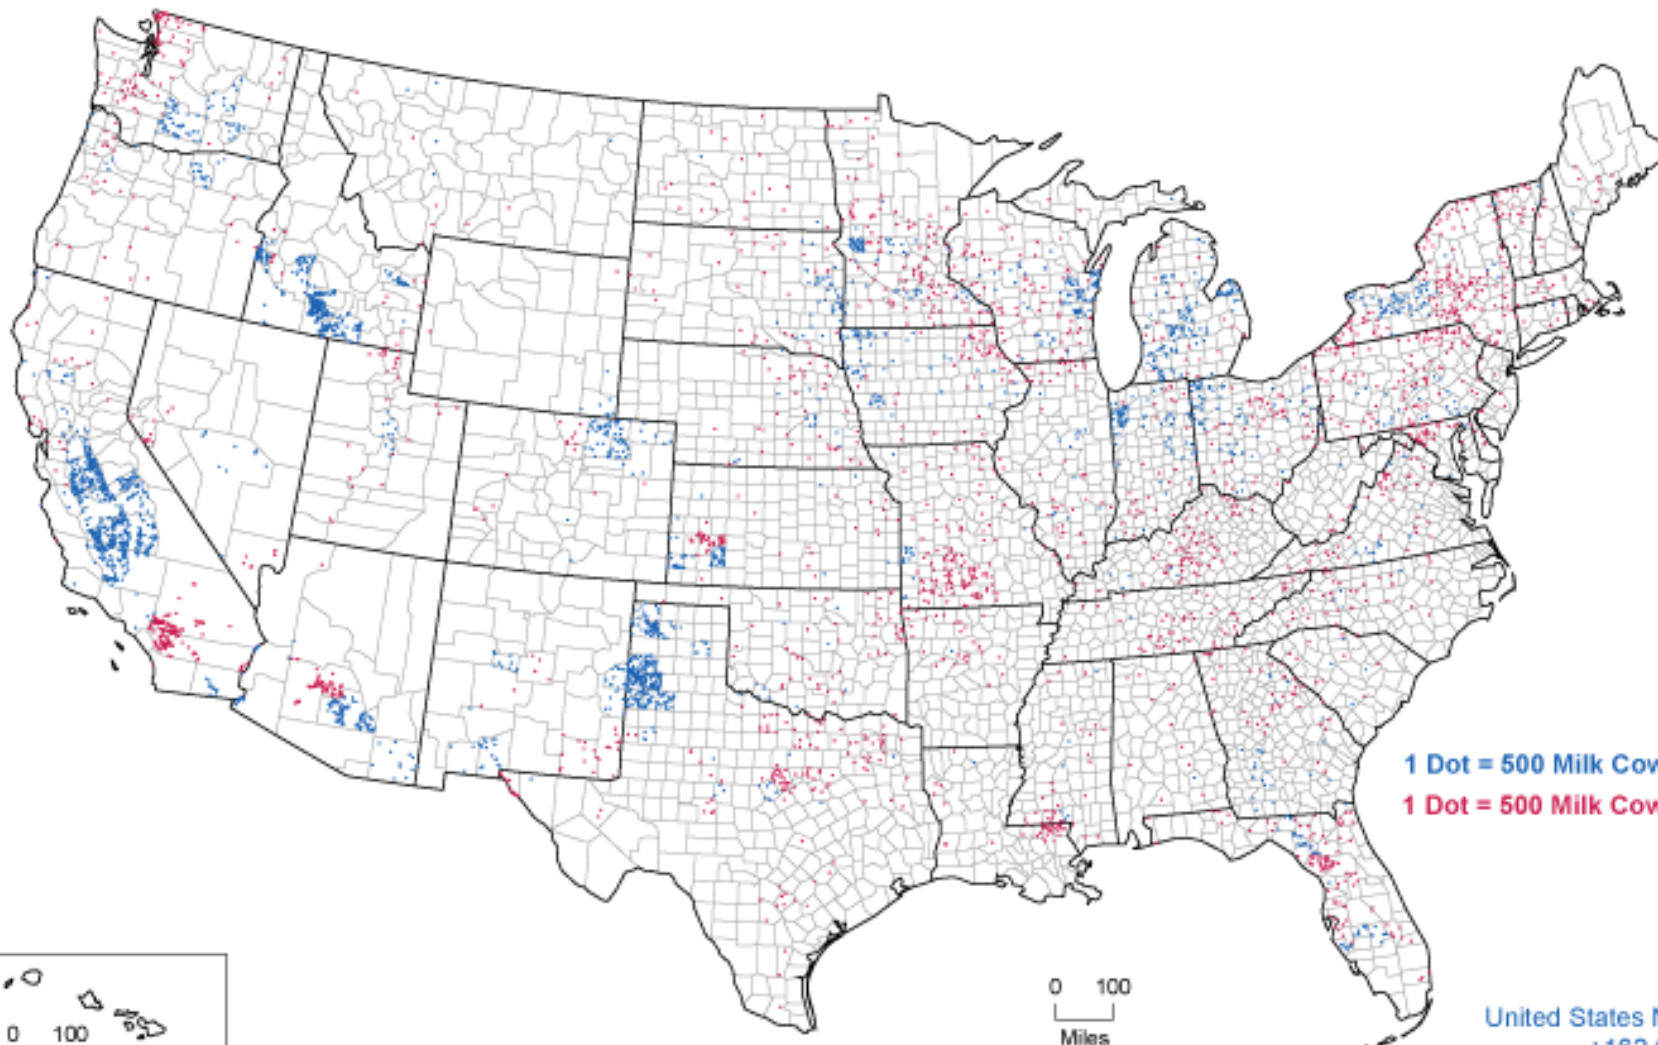 1 Dot = 500 Milk Cow
1 Dot = 500 Milk Cow
0 100
Miles
0 100
United States